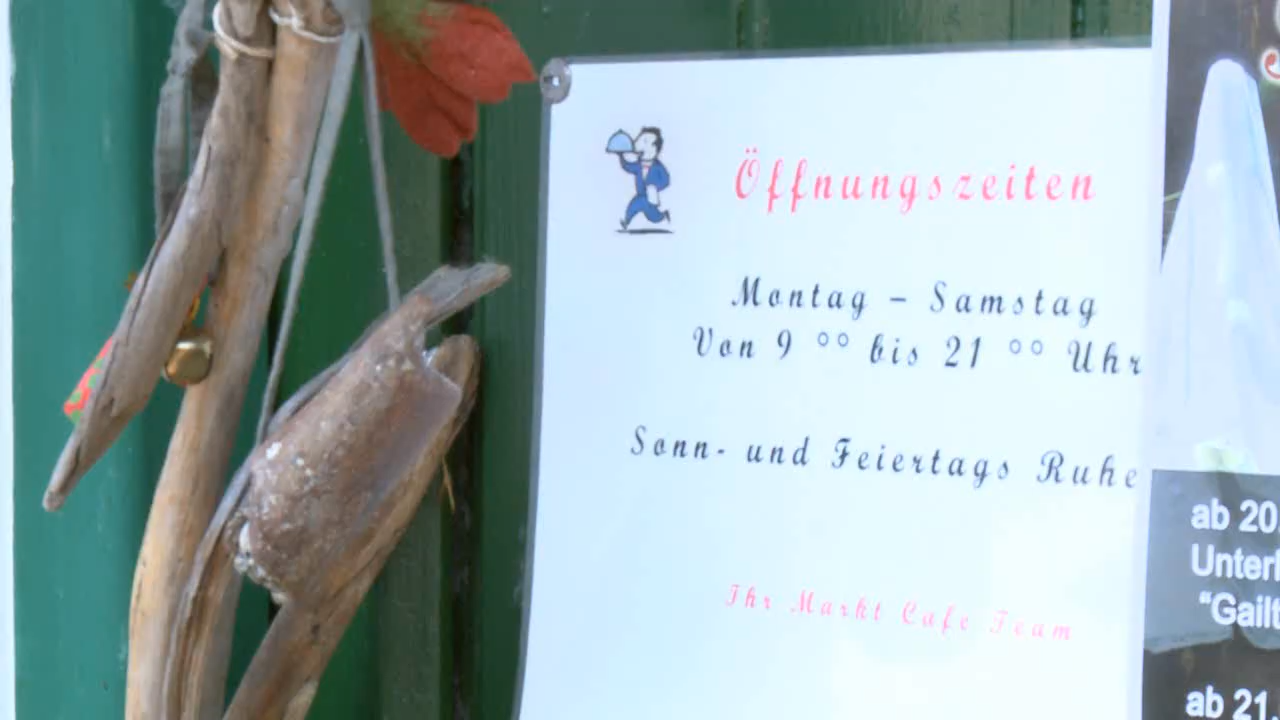 Öffnungszeiten
Montag – Samstag
Von 9 °° bis 21 °° Uhr
Sonn- und Feiertags Ruhe
Ihr Markt Cafe Team
ab 20.
Unterl
“Gailt
ab 21.